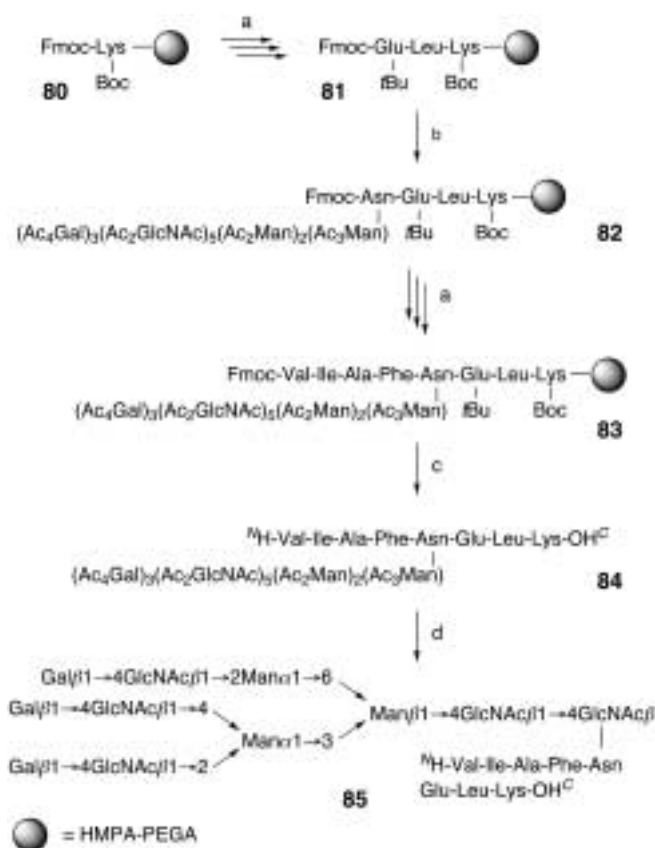 a
Fmoc-Lys
Boc
80
Fmoc-Glu-Leu-Lys
tBu Boc
81
b
Fmoc-Asn-Glu-Leu-Lys
(Ac₄Gal)₃(Ac₂GlcNAc)₅(Ac₂Man)₂(Ac₃Man) tBu Boc
82
a
Fmoc-Val-Ile-Ala-Phe-Asn-Glu-Leu-Lys
(Ac₄Gal)₃(Ac₂GlcNAc)₅(Ac₂Man)₂(Ac₃Man) tBu Boc
83
c
ᴺH-Val-Ile-Ala-Phe-Asn-Glu-Leu-Lys-OHᶜ
(Ac₄Gal)₃(Ac₂GlcNAc)₅(Ac₂Man)₂(Ac₃Man)
84
d
Galβ1→4GlcNAcβ1→2Manα1→6
Galβ1→4GlcNAcβ1→4
Manβ1→4GlcNAcβ1→4GlcNAcβ
Manα1→3
Galβ1→4GlcNAcβ1→2
ᴺH-Val-Ile-Ala-Phe-Asn
Glu-Leu-Lys-OHᶜ
85
= HMPA-PEGA